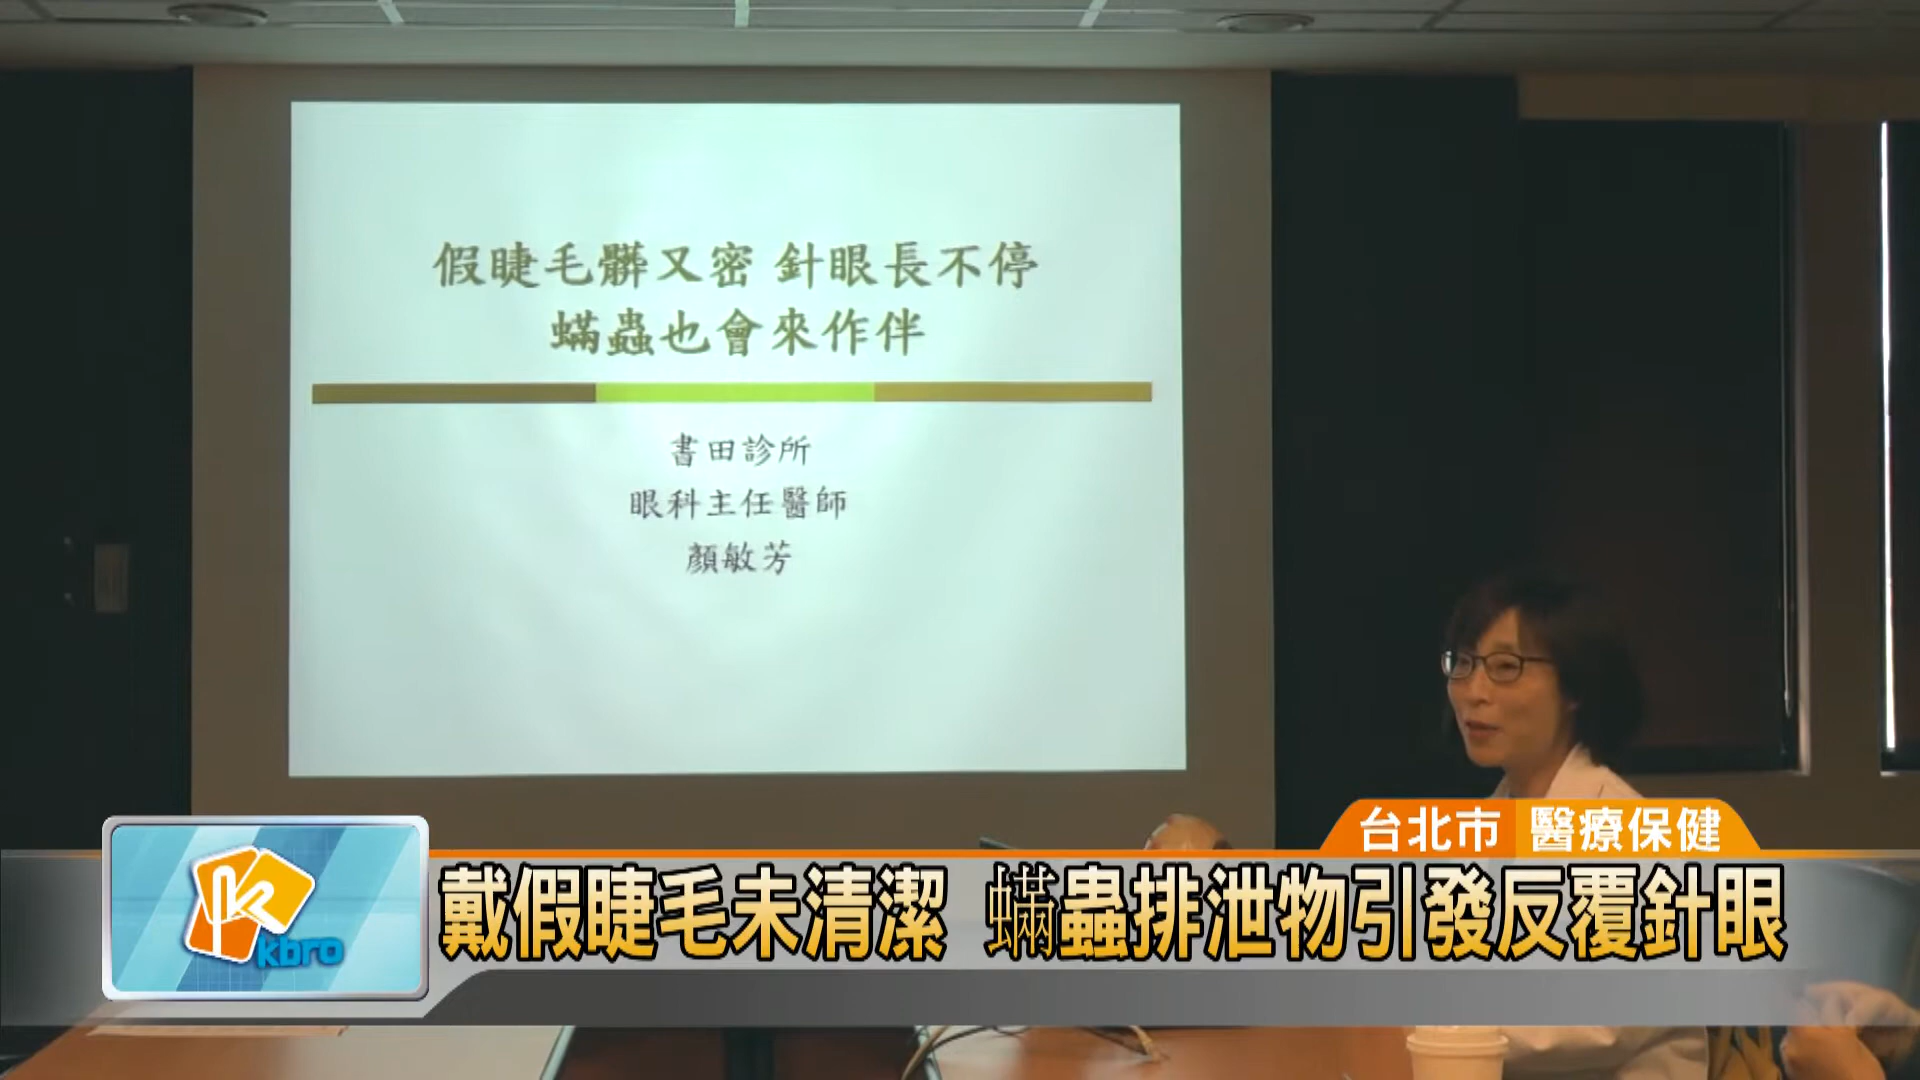 假睫毛髒又密 針眼長不停
蟎蟲也會來作伴
書田診所
眼科主任醫師
顏敏芳
台北市 醫療保健
kbro
戴假睫毛未清潔 蟎蟲排泄物引發反覆針眼